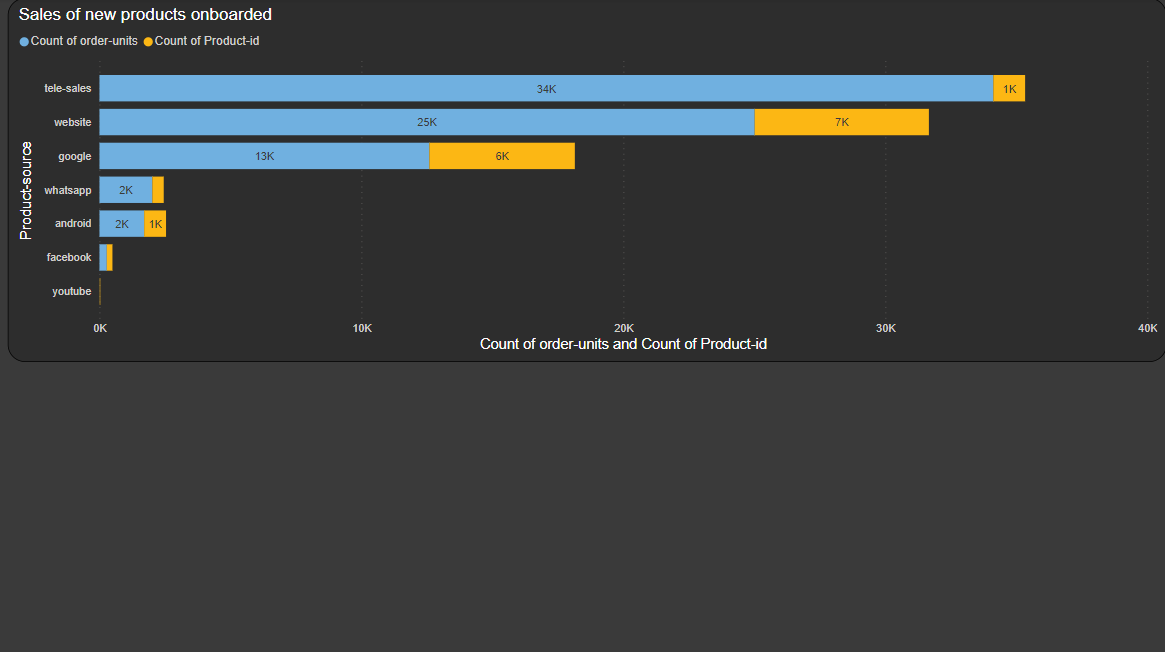 Sales of new products onboarded
Count of order-units Count of Product-id
Product-source
tele-sales 34K 1K
website 25K 7K
google 13K 6K
whatsapp 2K
android 2K 1K
facebook
youtube
0K 10K 20K 30K 40K
Count of order-units and Count of Product-id